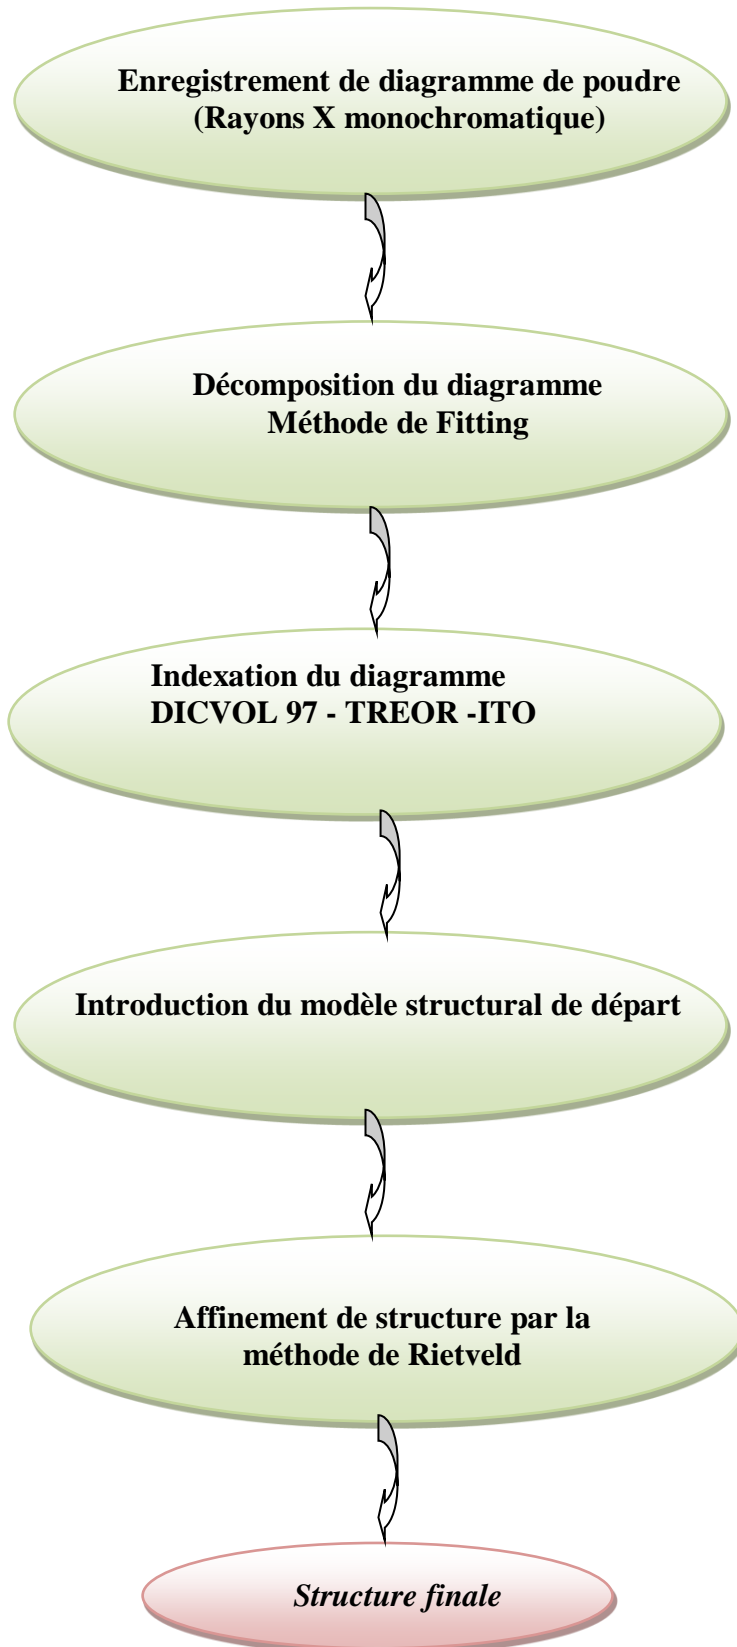 Enregistrement de diagramme de poudre
(Rayons X monochromatique)
Décomposition du diagramme
Méthode de Fitting
Indexation du diagramme
DICVOL 97 - TREOR -ITO
Introduction du modèle structural de départ
Affinement de structure par la
méthode de Rietveld
Structure finale